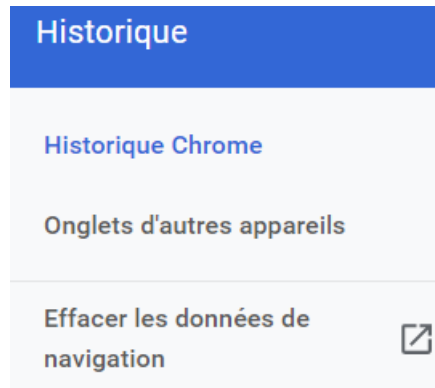 Historique
Historique Chrome
Onglets d'autres appareils
Effacer les données de
navigation